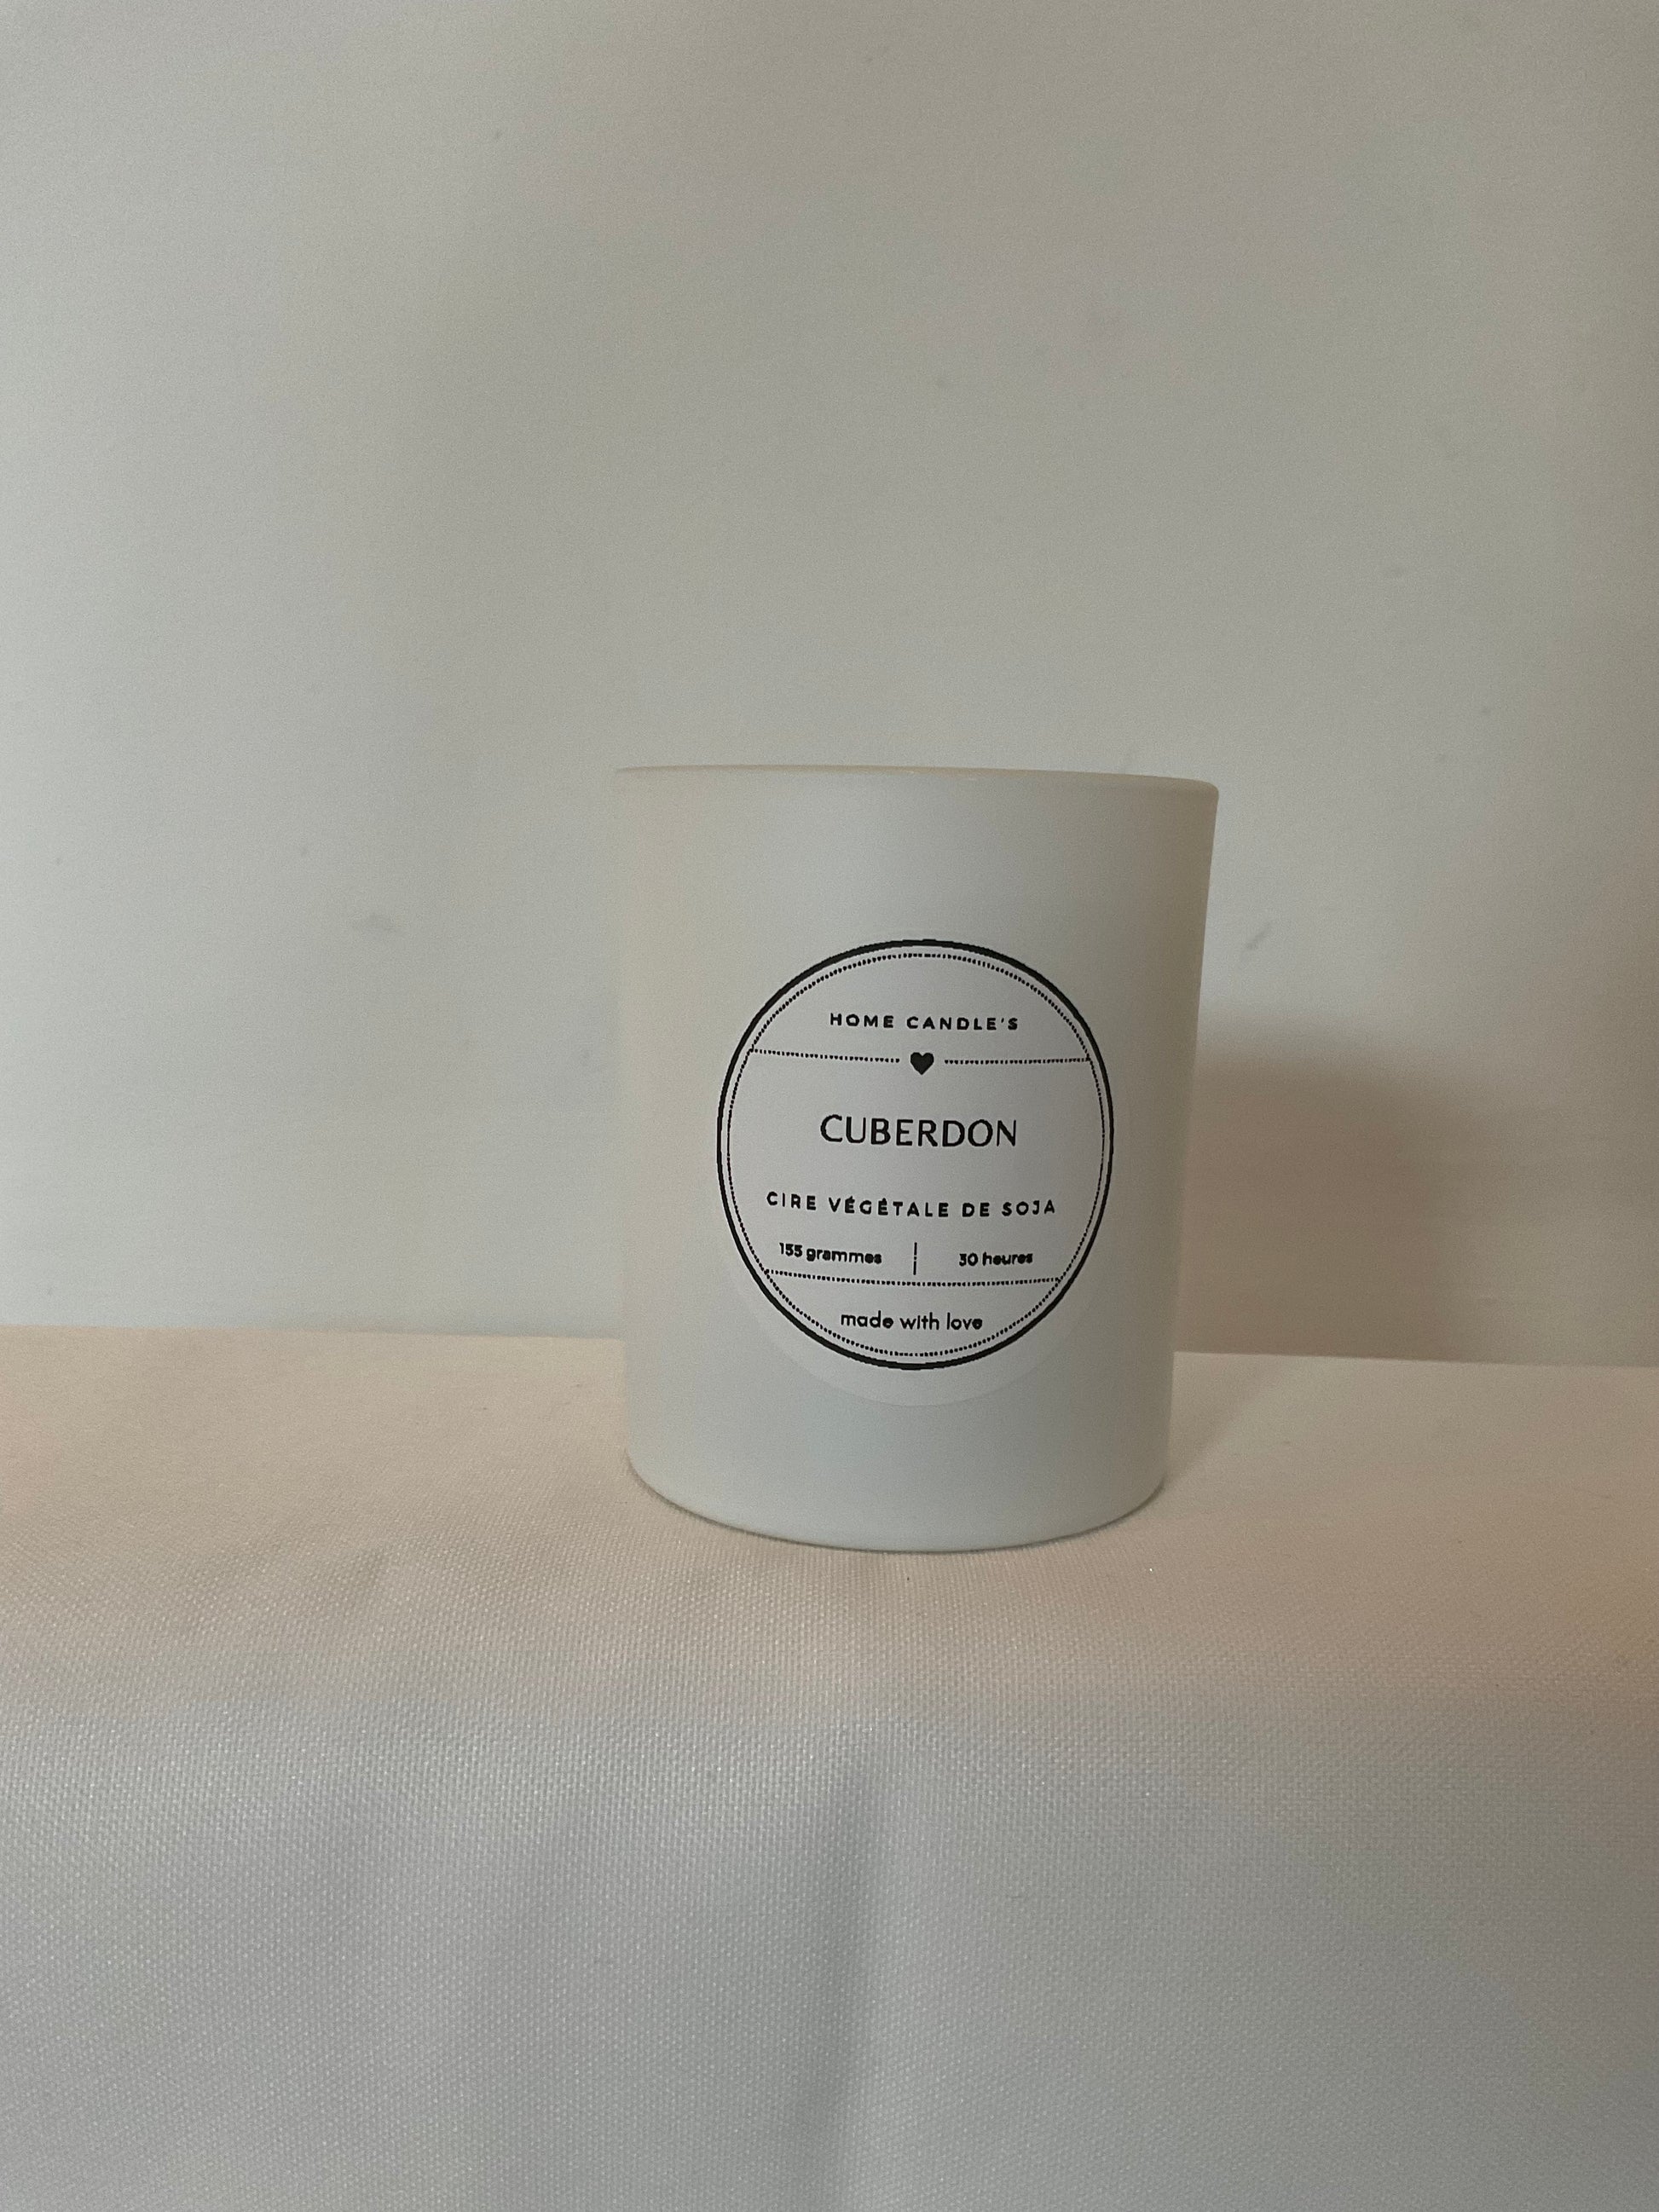 HOME CANDLE'S
CUBERDON
CIRE VÉGÉTALE DE SOJA
155 grammes | 30 heures
made with love